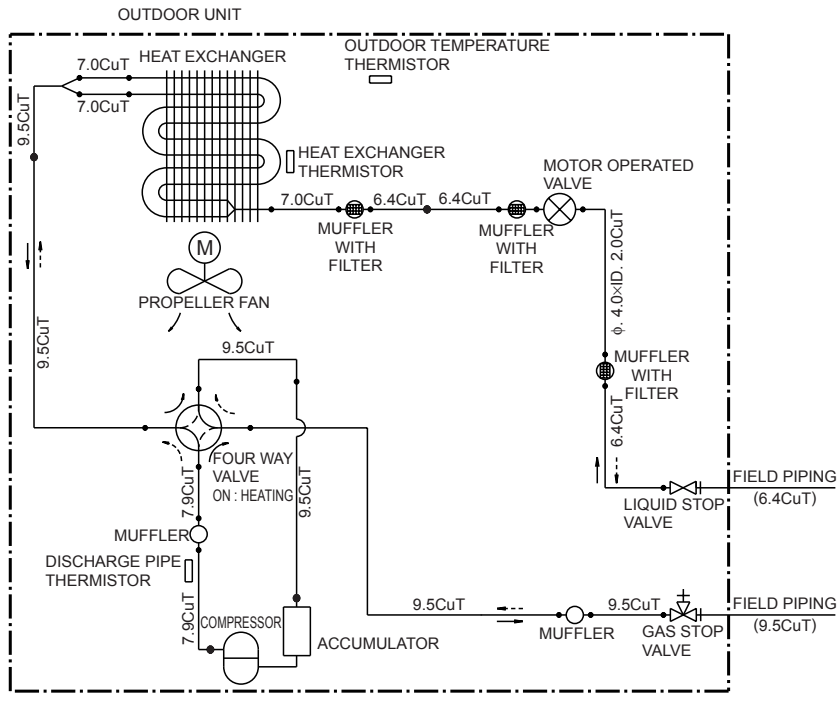 OUTDOOR UNIT
HEAT EXCHANGER
OUTDOOR TEMPERATURE
THERMISTOR
7.0CuT
7.0CuT
9.5CuT
HEAT EXCHANGER
THERMISTOR
MOTOR OPERATED
VALVE
7.0CuT
6.4CuT
6.4CuT
MUFFLER
WITH
FILTER
MUFFLER
WITH
FILTER
M
PROPELLER FAN
ϕ. 4.0×ID. 2.0CuT
9.5CuT
9.5CuT
MUFFLER
WITH
FILTER
6.4CuT
FOUR WAY
VALVE
ON : HEATING
7.9CuT
9.5CuT
FIELD PIPING
(6.4CuT)
LIQUID STOP
VALVE
MUFFLER
DISCHARGE PIPE
THERMISTOR
7.9CuT
COMPRESSOR
ACCUMULATOR
9.5CuT
9.5CuT
FIELD PIPING
(9.5CuT)
MUFFLER
GAS STOP
VALVE